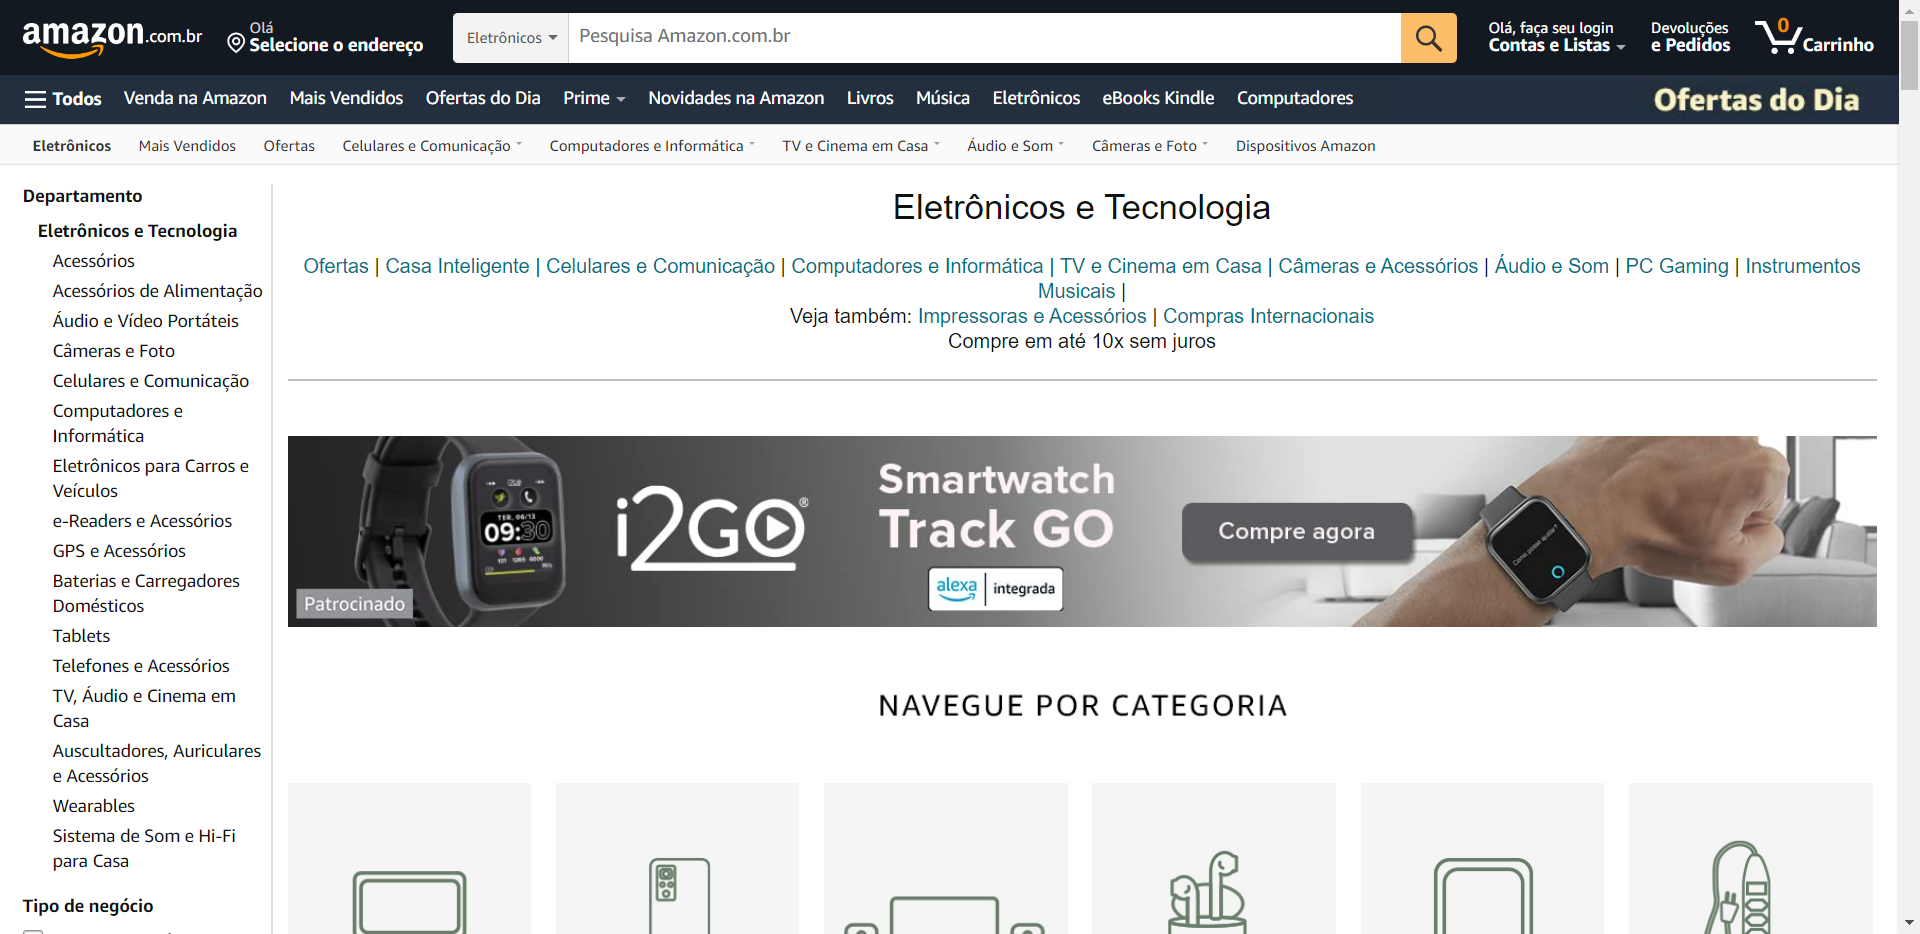 amazon.com.br
Olá
Selecione o endereço
Eletrônicos
Pesquisa Amazon.com.br
Olá, faça seu login
Contas e Listas
Devoluções
e Pedidos
0
Carrinho
Todos
Venda na Amazon
Mais Vendidos
Ofertas do Dia
Prime
Novidades na Amazon
Livros
Música
Eletrônicos
eBooks Kindle
Computadores
Ofertas do Dia
Eletrônicos
Mais Vendidos
Ofertas
Celulares e Comunicação
Computadores e Informática
TV e Cinema em Casa
Áudio e Som
Câmeras e Foto
Dispositivos Amazon
Departamento
Eletrônicos e Tecnologia
Acessórios
Acessórios de Alimentação
Áudio e Vídeo Portáteis
Câmeras e Foto
Celulares e Comunicação
Computadores e
Informática
Eletrônicos para Carros e
Veículos
e-Readers e Acessórios
GPS e Acessórios
Baterias e Carregadores
Domésticos
Tablets
Telefones e Acessórios
TV, Áudio e Cinema em
Casa
Auscultadores, Auriculares
e Acessórios
Wearables
Sistema de Som e Hi-Fi
para Casa
Tipo de negócio
Eletrônicos e Tecnologia
Ofertas | Casa Inteligente | Celulares e Comunicação | Computadores e Informática | TV e Cinema em Casa | Câmeras e Acessórios | Áudio e Som | PC Gaming | Instrumentos
Musicais |
Veja também: Impressoras e Acessórios | Compras Internacionais
Compre em até 10x sem juros
TER, 06/13
09:30
i2GO®
Smartwatch
Track GO
alexa integrada
Compre agora
Como posso ajudar?
Patrocinado
NAVEGUE POR CATEGORIA